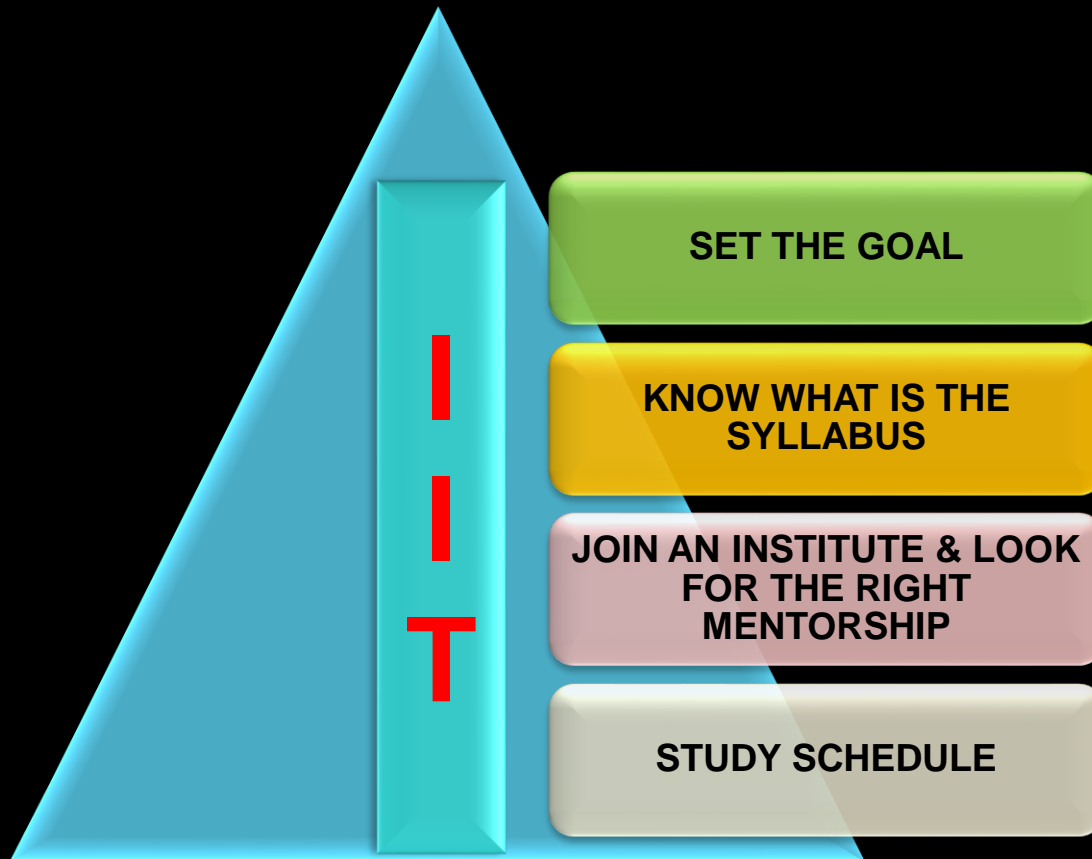 I
I
T
SET THE GOAL
KNOW WHAT IS THE
SYLLABUS
JOIN AN INSTITUTE & LOOK
FOR THE RIGHT
MENTORSHIP
STUDY SCHEDULE